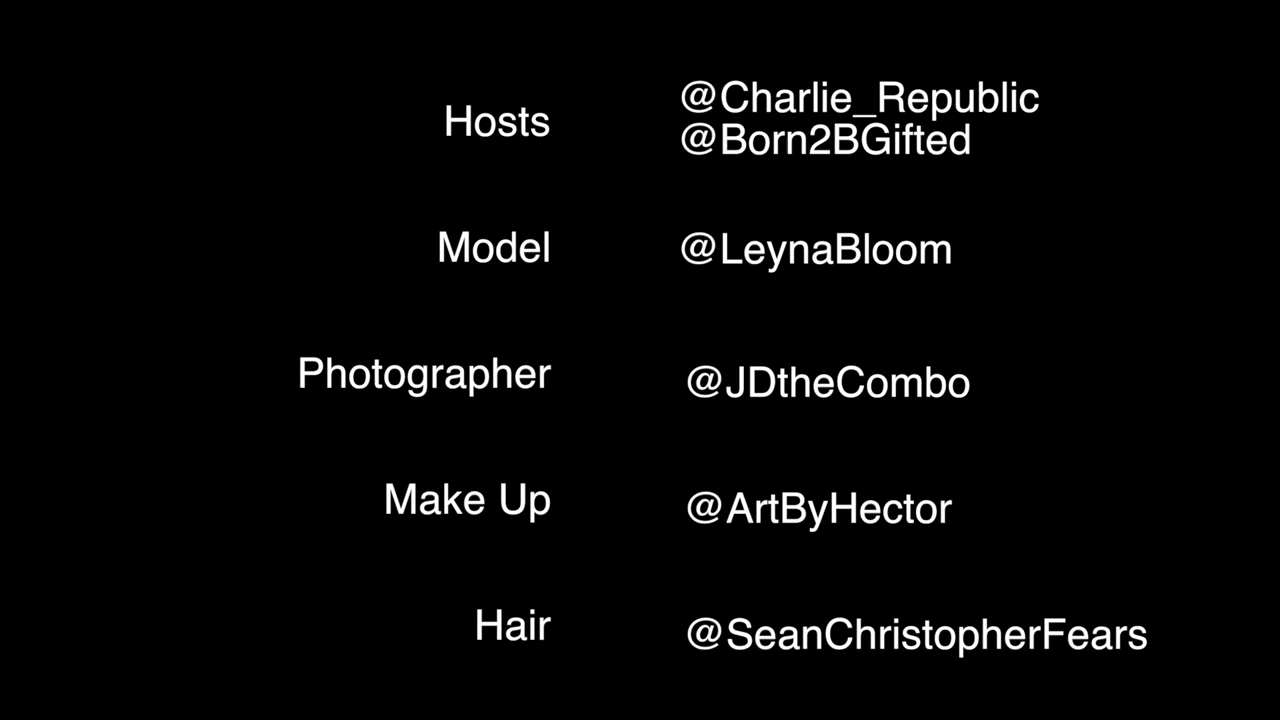 Hosts @Charlie_Republic
@Born2BGifted
Model @LeynaBloom
Photographer @JDtheCombo
Make Up @ArtByHector
Hair @SeanChristopherFears